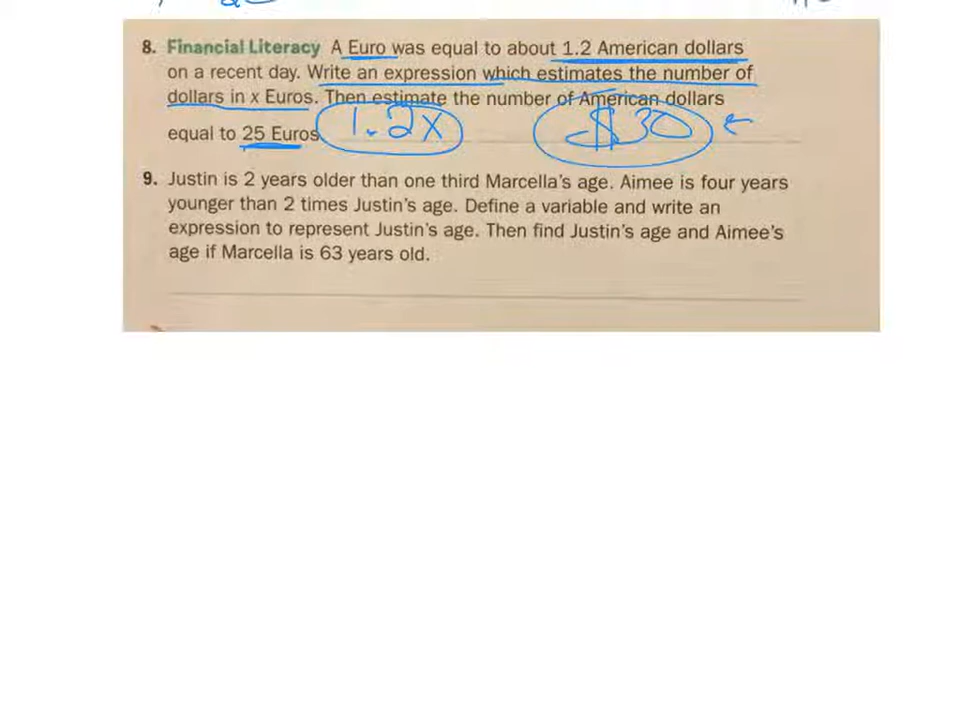 8. Financial Literacy A Euro was equal to about 1.2 American dollars
on a recent day. Write an expression which estimates the number of
dollars in x Euros. Then estimate the number of American dollars
equal to 25 Euros. 1.2x $30 ←
9. Justin is 2 years older than one third Marcella's age. Aimee is four years
younger than 2 times Justin's age. Define a variable and write an
expression to represent Justin's age. Then find Justin's age and Aimee's
age if Marcella is 63 years old.